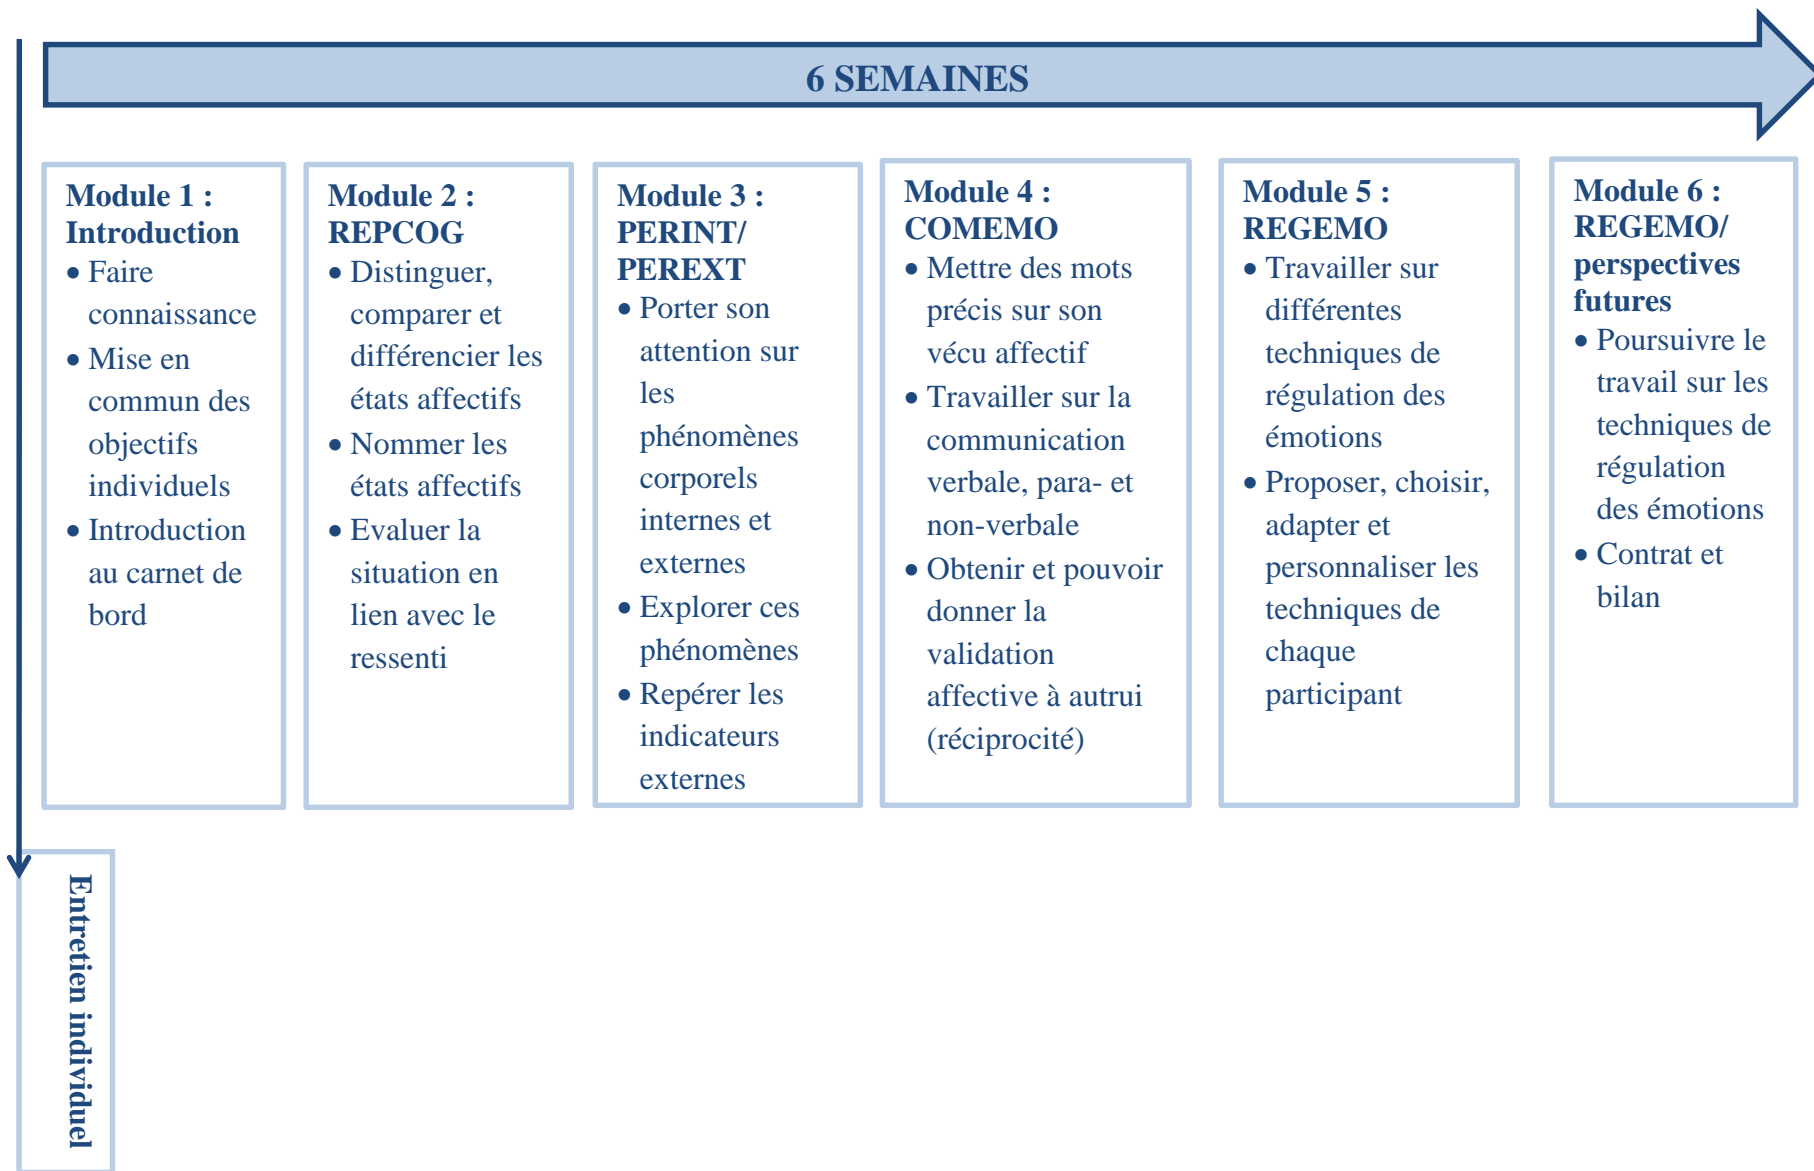 6 SEMAINES
Module 1 :
Introduction
• Faire
connaissance
• Mise en
commun des
objectifs
individuels
• Introduction
au carnet de
bord
Module 2 :
REPCOG
• Distinguer,
comparer et
différencier les
états affectifs
• Nommer les
états affectifs
• Evaluer la
situation en
lien avec le
ressenti
Module 3 :
PERINT/
PEREXT
• Porter son
attention sur
les
phénomènes
corporels
internes et
externes
• Explorer ces
phénomènes
• Repérer les
indicateurs
externes
Module 4 :
COMEMO
• Mettre des mots
précis sur son
vécu affectif
• Travailler sur la
communication
verbale, para- et
non-verbale
• Obtenir et pouvoir
donner la
validation
affective à autrui
(réciprocité)
Module 5 :
REGEMO
• Travailler sur
différentes
techniques de
régulation des
émotions
• Proposer, choisir,
adapter et
personnaliser les
techniques de
chaque
participant
Module 6 :
REGEMO/
perspectives
futures
• Poursuivre le
travail sur les
techniques de
régulation
des émotions
• Contrat et
bilan
Entretien individuel